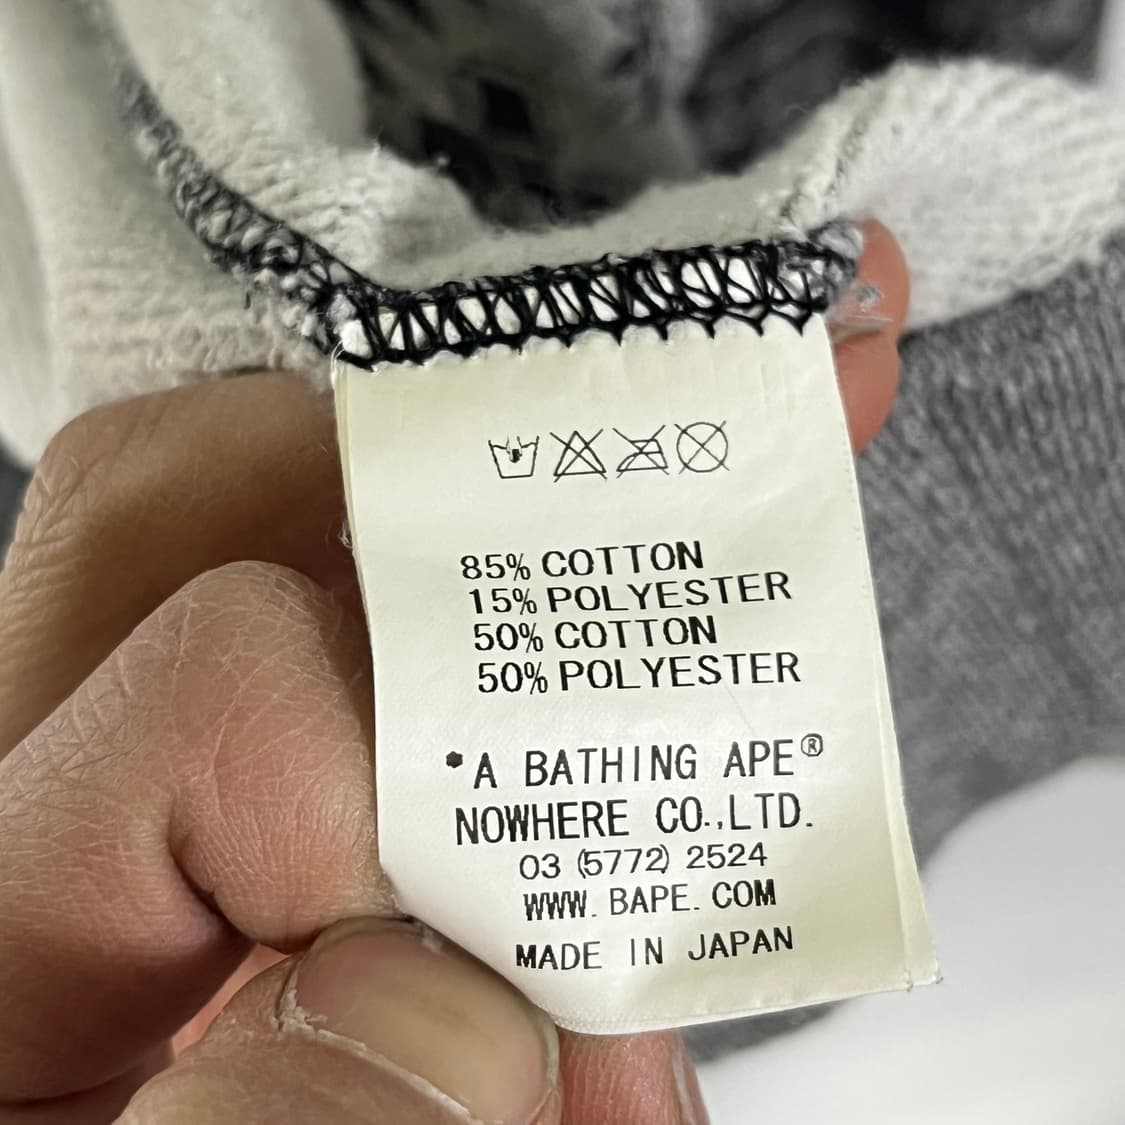 85% COTTON
15% POLYESTER
50% COTTON
50% POLYESTER
*A BATHING APE®
NOWHERE CO.,LTD.
03 (5772) 2524
WWW. BAPE. COM
MADE IN JAPAN